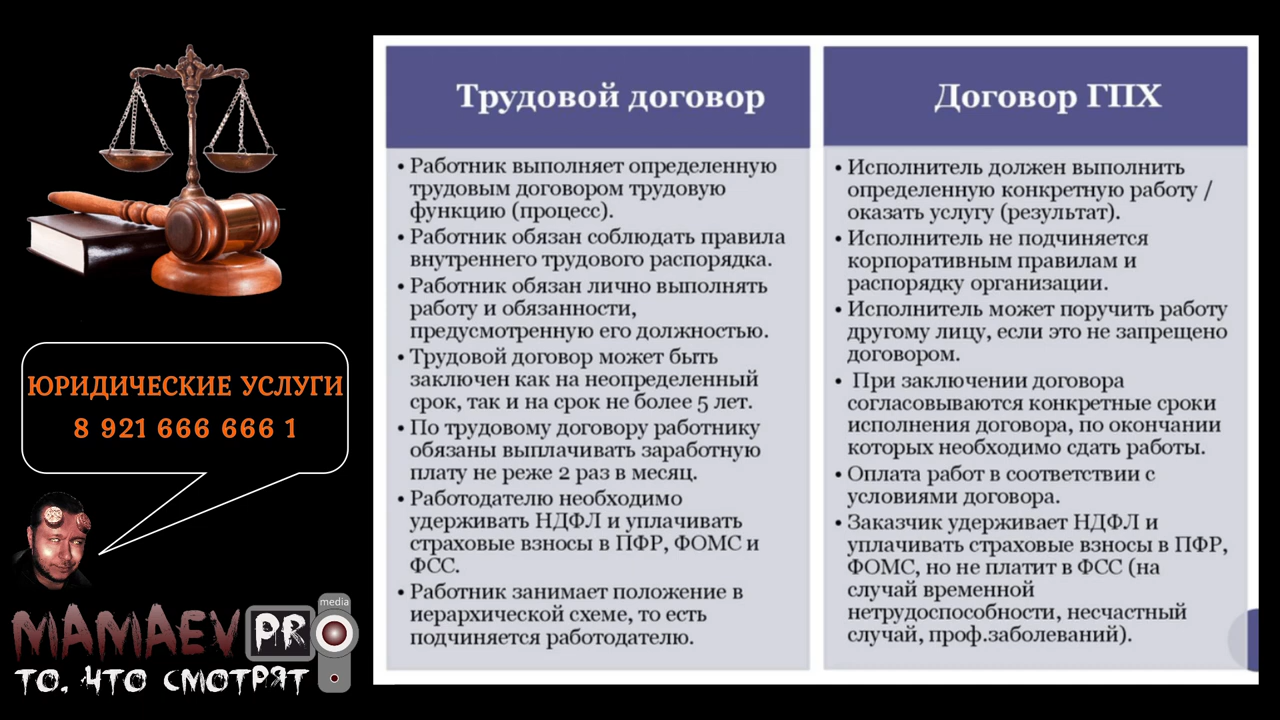 ЮРИДИЧЕСКИЕ УСЛУГИ
8 921 666 666 1
MAMAEV PRO
media
ТО, ЧТО СМОТРЯТ
Трудовой договор
• Работник выполняет определенную
трудовым договором трудовую
функцию (процесс).
• Работник обязан соблюдать правила
внутреннего трудового распорядка.
• Работник обязан лично выполнять
работу и обязанности,
предусмотренную его должностью.
• Трудовой договор может быть
заключен как на неопределенный
срок, так и на срок не более 5 лет.
• По трудовому договору работнику
обязаны выплачивать заработную
плату не реже 2 раз в месяц.
• Работодателю необходимо
удерживать НДФЛ и уплачивать
страховые взносы в ПФР, ФОМС и
ФСС.
• Работник занимает положение в
иерархической схеме, то есть
подчиняется работодателю.
Договор ГПХ
• Исполнитель должен выполнить
определенную конкретную работу /
оказать услугу (результат).
• Исполнитель не подчиняется
корпоративным правилам и
распорядку организации.
• Исполнитель может поручить работу
другому лицу, если это не запрещено
договором.
• При заключении договора
согласовываются конкретные сроки
исполнения договора, по окончании
которых необходимо сдать работы.
• Оплата работ в соответствии с
условиями договора.
• Заказчик удерживает НДФЛ и
уплачивать страховые взносы в ПФР,
ФОМС, но не платит в ФСС (на
случай временной
нетрудоспособности, несчастный
случай, проф.заболеваний).